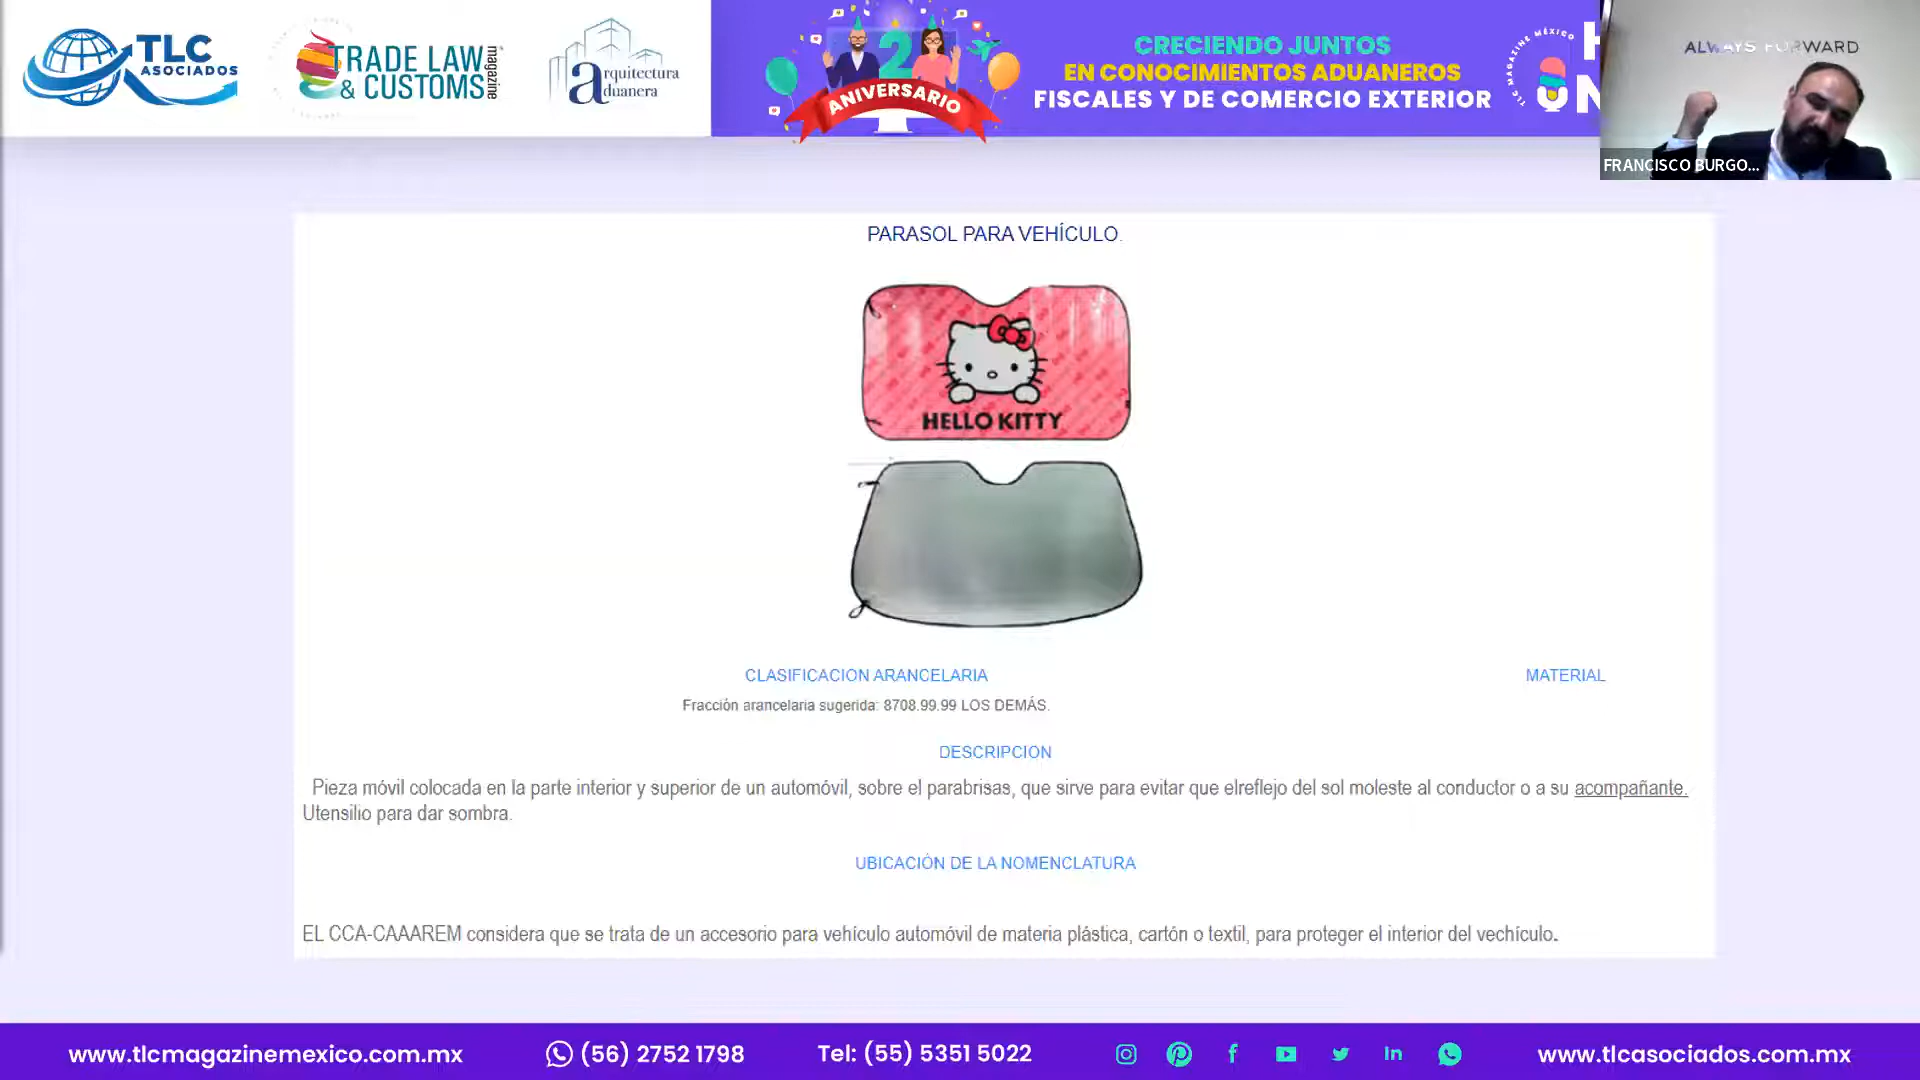 TLC
ASOCIADOS
TRADE LAW
& CUSTOMS
magazine
arquitectura
aduanera
2
ANIVERSARIO
CRECIENDO JUNTOS
EN CONOCIMIENTOS ADUANEROS
FISCALES Y DE COMERCIO EXTERIOR
TLC MAGAZINE MÉXICO
H
N
ALWAYS FORWARD
FRANCISCO BURGO...
PARASOL PARA VEHÍCULO.
HELLO KITTY
CLASIFICACION ARANCELARIA
MATERIAL
Fracción arancelaria sugerida: 8708.99.99 LOS DEMÁS.
DESCRIPCION
Pieza móvil colocada en la parte interior y superior de un automóvil, sobre el parabrisas, que sirve para evitar que elreflejo del sol moleste al conductor o a su acompañante.
Utensilio para dar sombra.
UBICACIÓN DE LA NOMENCLATURA
EL CCA-CAAAREM considera que se trata de un accesorio para vehículo automóvil de materia plástica, cartón o textil, para proteger el interior del vechículo.
www.tlcmagazinemexico.com.mx
(56) 2752 1798
Tel: (55) 5351 5022
www.tlcasociados.com.mx